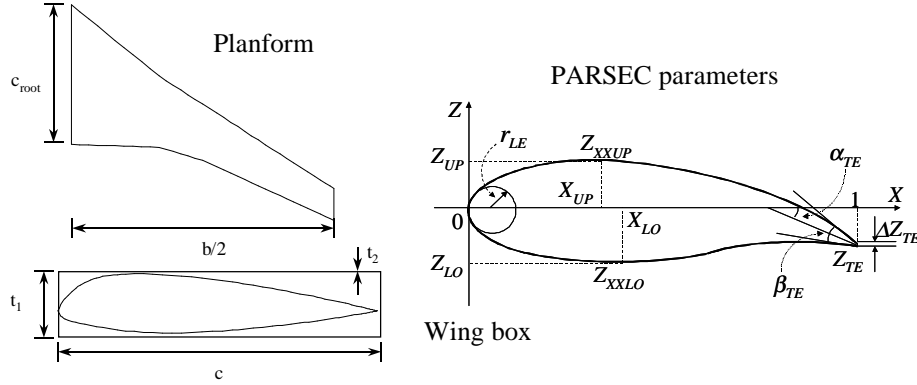 Planform
c_root
b/2
t_2
t_1
c
Wing box
PARSEC parameters
Z
r_LE
Z_UP
Z_XXUP
α_TE
X_UP
1
X
0
X_LO
ΔZ_TE
Z_LO
Z_XXLO
Z_TE
β_TE